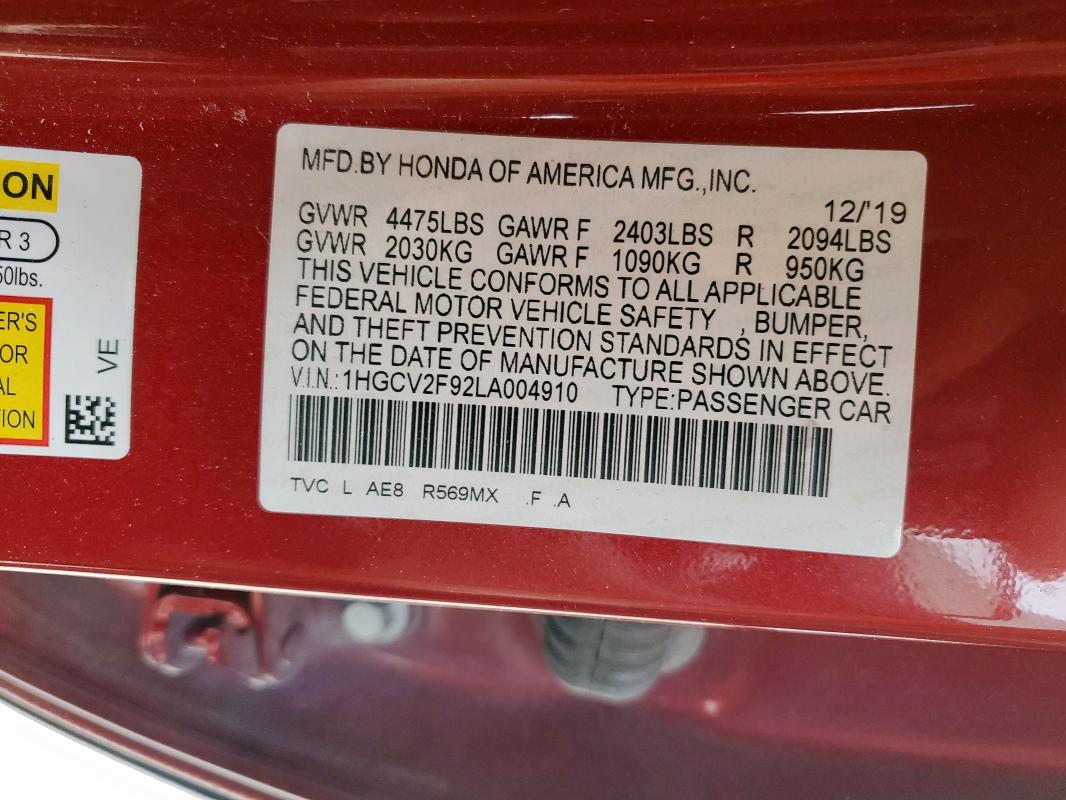 ON
R 3
50lbs.
ER'S
OR
AL
TION
VE
MFD.BY HONDA OF AMERICA MFG.,INC.
12/'19
GVWR 4475LBS GAWR F 2403LBS R 2094LBS
GVWR 2030KG GAWR F 1090KG R 950KG
THIS VEHICLE CONFORMS TO ALL APPLICABLE
FEDERAL MOTOR VEHICLE SAFETY , BUMPER,
AND THEFT PREVENTION STANDARDS IN EFFECT
ON THE DATE OF MANUFACTURE SHOWN ABOVE.
V.I.N.:1HGCV2F92LA004910 TYPE:PASSENGER CAR
TVC L AE8 R569MX .F .A